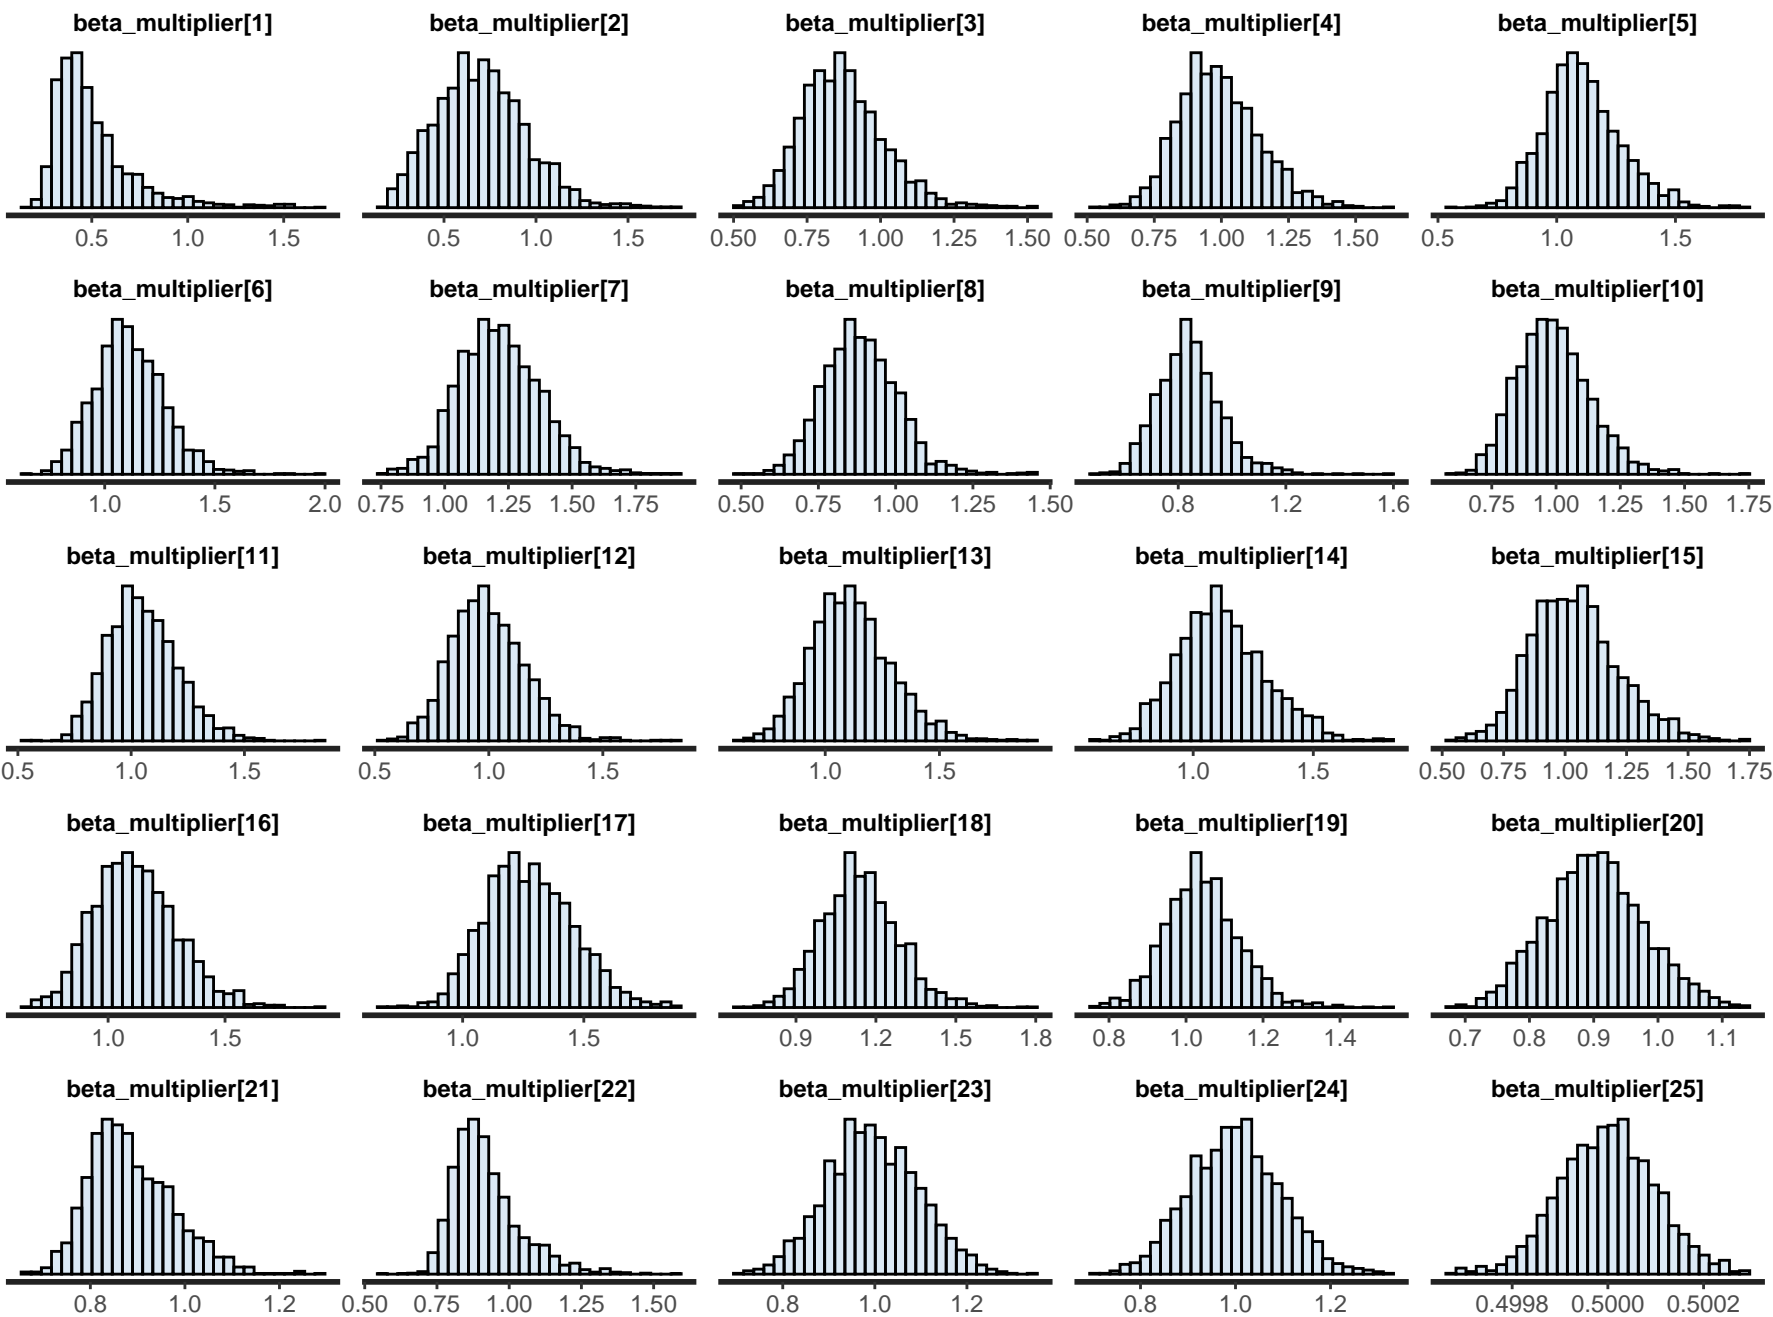 beta_multiplier[1] beta_multiplier[2] beta_multiplier[3] beta_multiplier[4] beta_multiplier[5]
0.5 1.0 1.5 0.5 1.0 1.5 0.50 0.75 1.00 1.25 1.50 0.50 0.75 1.00 1.25 1.50 0.5 1.0 1.5
beta_multiplier[6] beta_multiplier[7] beta_multiplier[8] beta_multiplier[9] beta_multiplier[10]
1.0 1.5 2.0 0.75 1.00 1.25 1.50 1.75 0.50 0.75 1.00 1.25 1.50 0.8 1.2 1.6 0.75 1.00 1.25 1.50 1.75
beta_multiplier[11] beta_multiplier[12] beta_multiplier[13] beta_multiplier[14] beta_multiplier[15]
0.5 1.0 1.5 0.5 1.0 1.5 1.0 1.5 1.0 1.5 0.50 0.75 1.00 1.25 1.50 1.75
beta_multiplier[16] beta_multiplier[17] beta_multiplier[18] beta_multiplier[19] beta_multiplier[20]
1.0 1.5 1.0 1.5 0.9 1.2 1.5 1.8 0.8 1.0 1.2 1.4 0.7 0.8 0.9 1.0 1.1
beta_multiplier[21] beta_multiplier[22] beta_multiplier[23] beta_multiplier[24] beta_multiplier[25]
0.8 1.0 1.2 0.50 0.75 1.00 1.25 1.50 0.8 1.0 1.2 0.8 1.0 1.2 0.4998 0.5000 0.5002